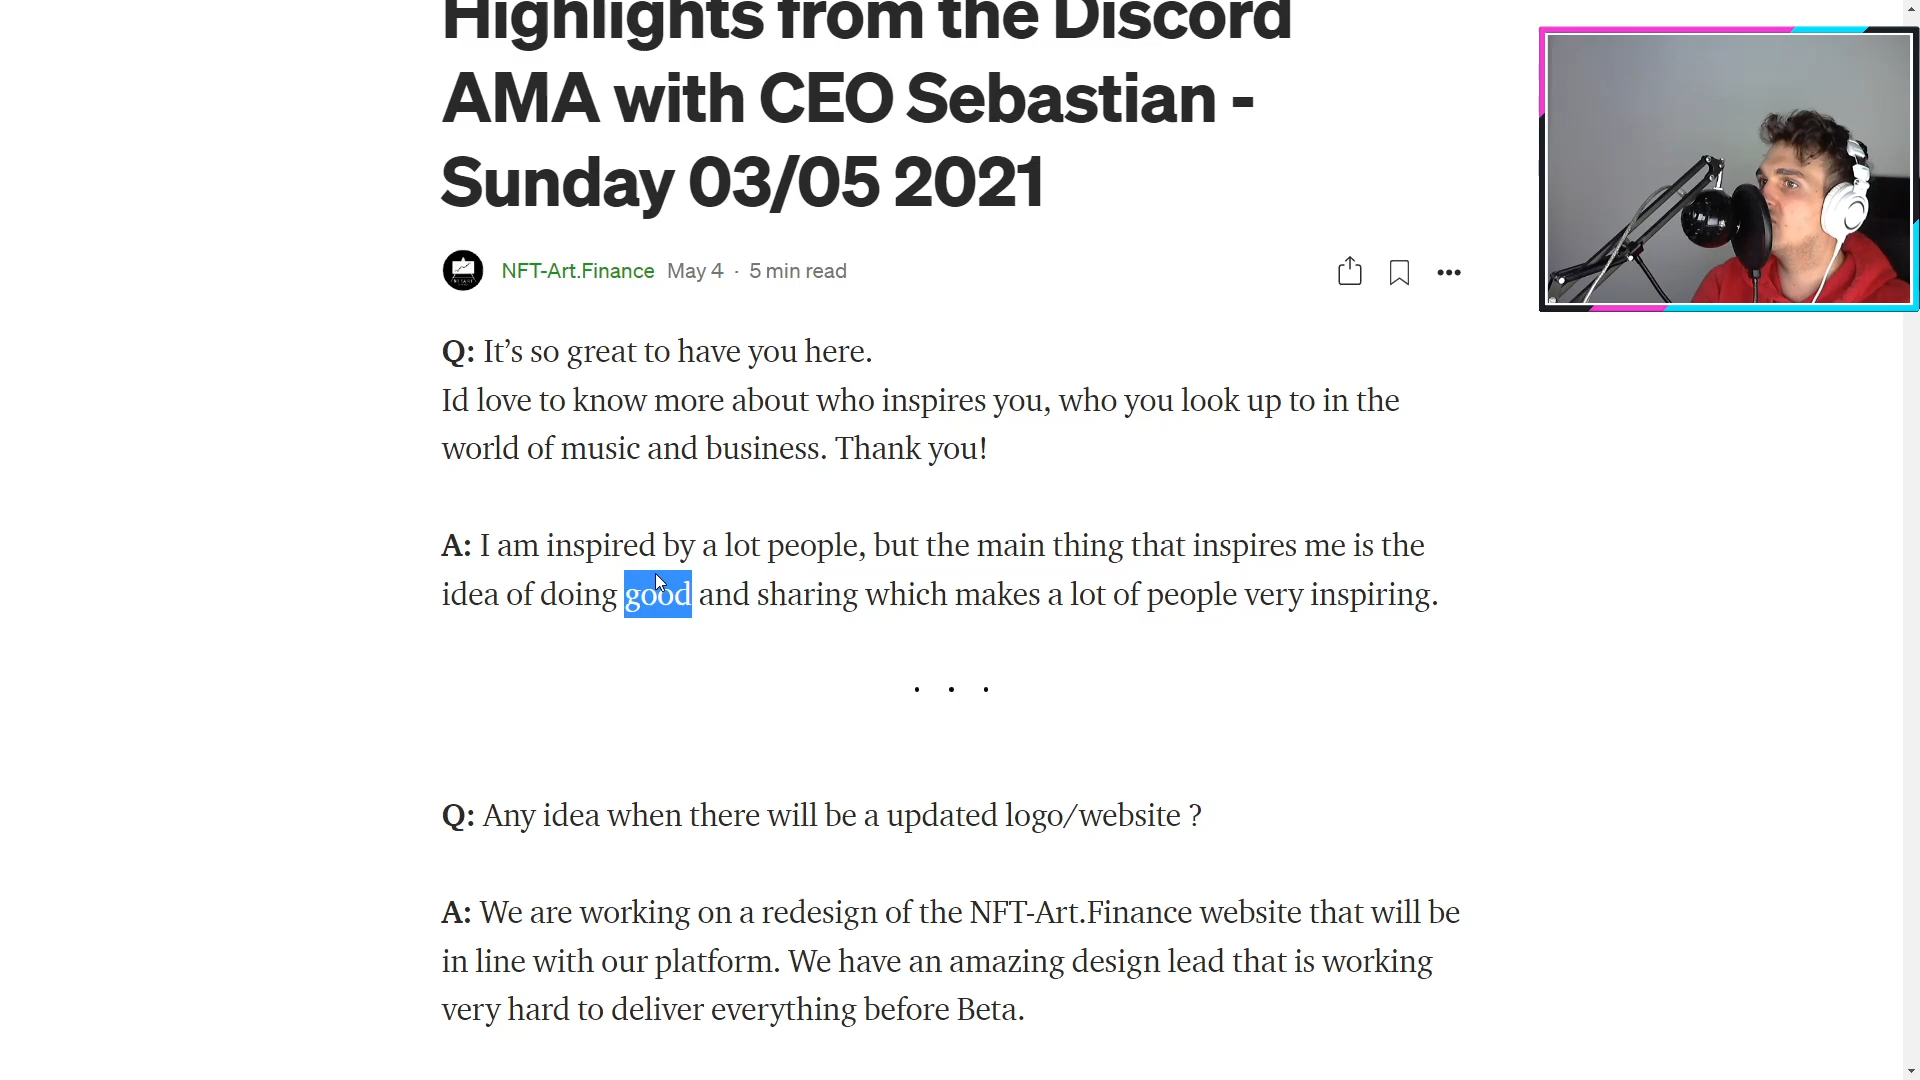 Highlights from the Discord
AMA with CEO Sebastian -
Sunday 03/05 2021
NFT-Art.Finance May 4 · 5 min read
Q: It’s so great to have you here.
Id love to know more about who inspires you, who you look up to in the
world of music and business. Thank you!
A: I am inspired by a lot people, but the main thing that inspires me is the
idea of doing good and sharing which makes a lot of people very inspiring.
. . .
Q: Any idea when there will be a updated logo/website ?
A: We are working on a redesign of the NFT-Art.Finance website that will be
in line with our platform. We have an amazing design lead that is working
very hard to deliver everything before Beta.